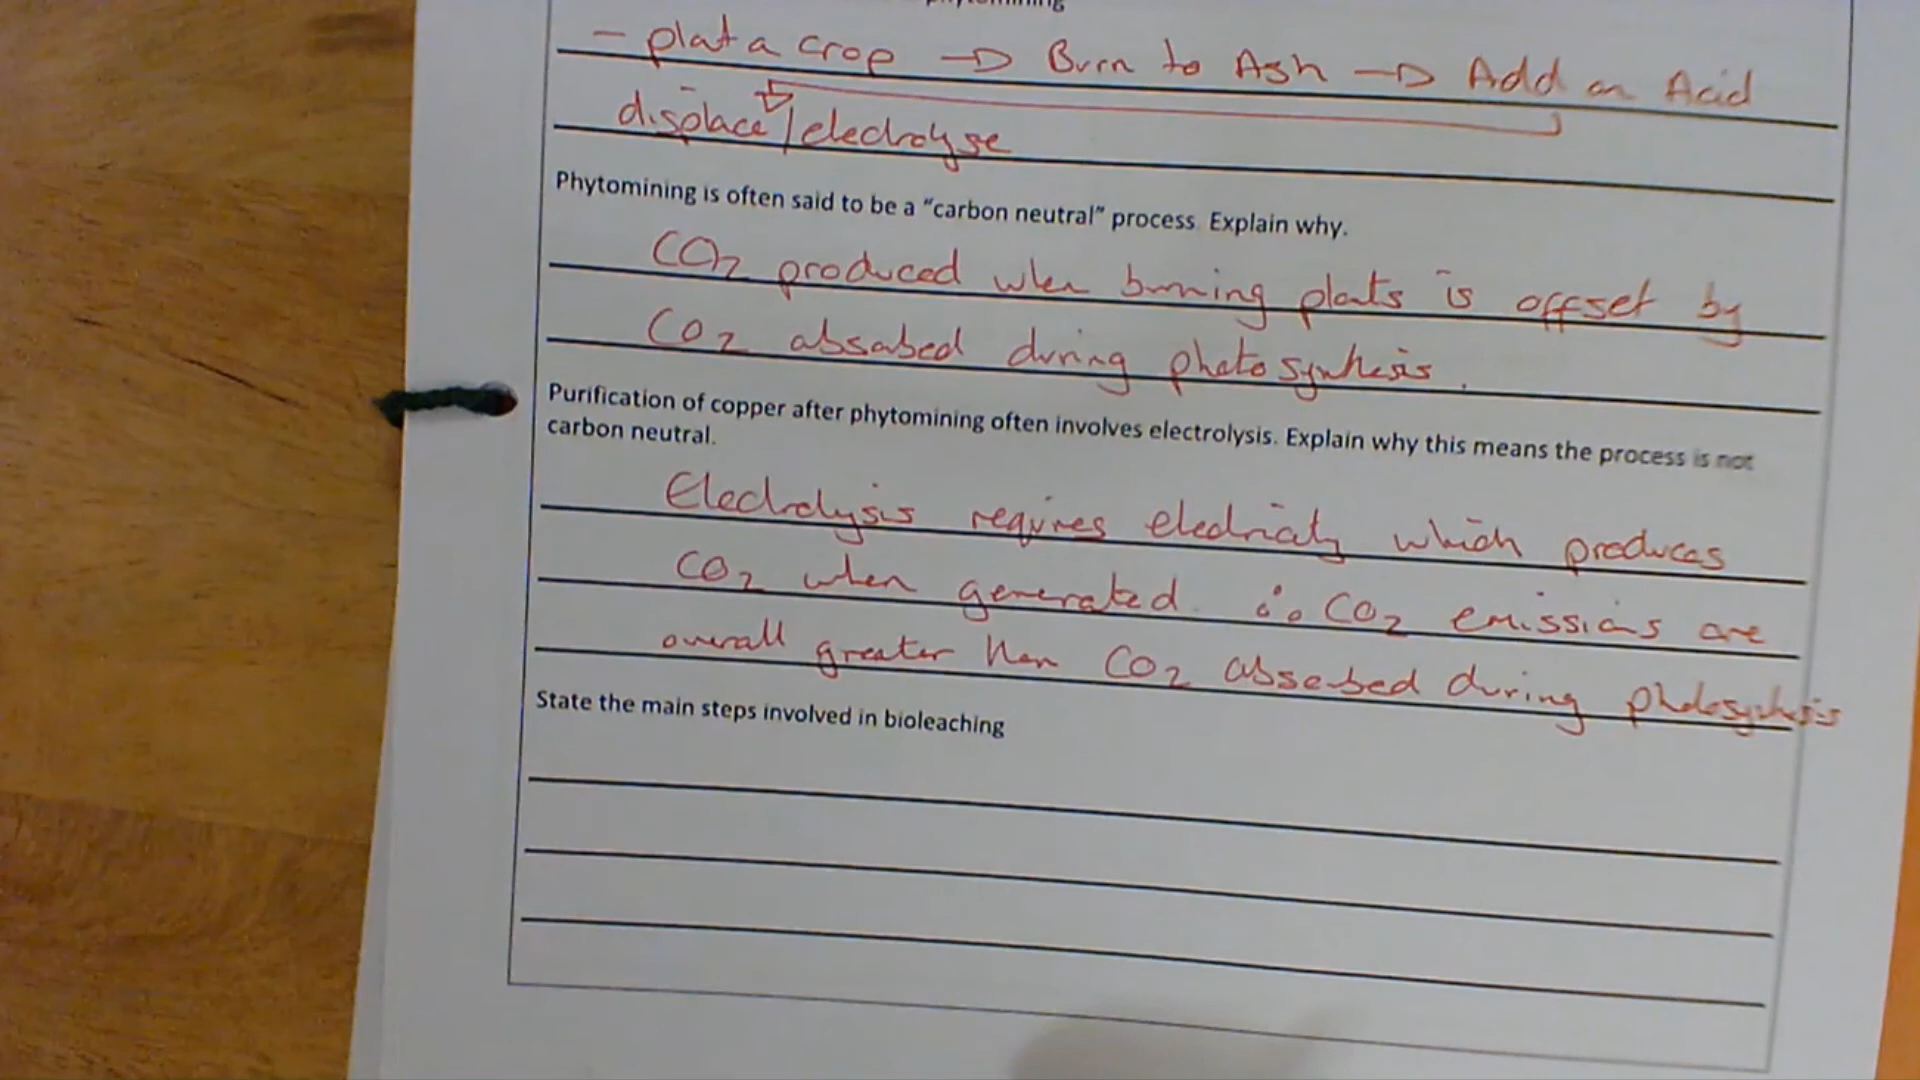 phytomining
- plat a crop → Burn to Ash → Add an Acid
displace/electrolyse
Phytomining is often said to be a “carbon neutral” process. Explain why.
CO2 produced when burning plants is offset by
CO2 absorbed during photosynthesis.
Purification of copper after phytomining often involves electrolysis. Explain why this means the process is not
carbon neutral.
Electrolysis requires electricity which produces
CO2 when generated. ∴ CO2 emissions are
overall greater than CO2 absorbed during photosynthesis
State the main steps involved in bioleaching